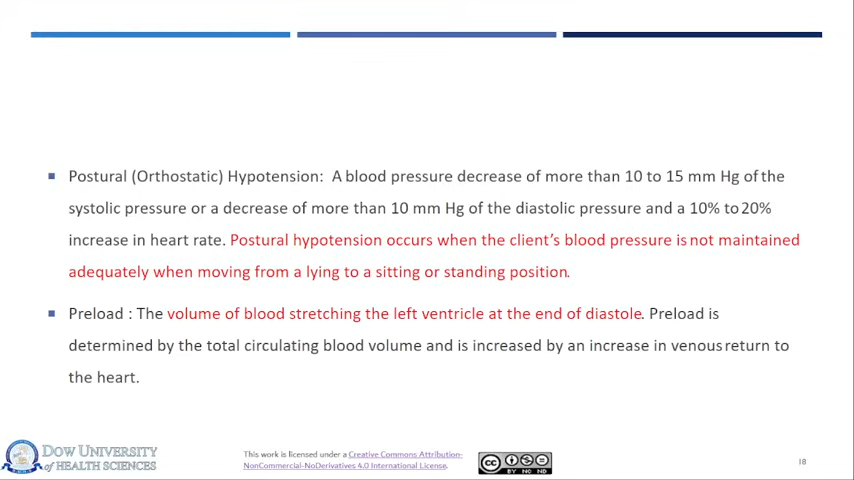 Postural (Orthostatic) Hypotension: A blood pressure decrease of more than 10 to 15 mm Hg of the
systolic pressure or a decrease of more than 10 mm Hg of the diastolic pressure and a 10% to 20%
increase in heart rate. Postural hypotension occurs when the client's blood pressure is not maintained
adequately when moving from a lying to a sitting or standing position.
Preload : The volume of blood stretching the left ventricle at the end of diastole. Preload is
determined by the total circulating blood volume and is increased by an increase in venous return to
the heart.
DOW UNIVERSITY
of HEALTH SCIENCES
This work is licensed under a Creative Commons Attribution-
NonCommercial-NoDerivatives 4.0 International License.
cc
BY NC ND
18